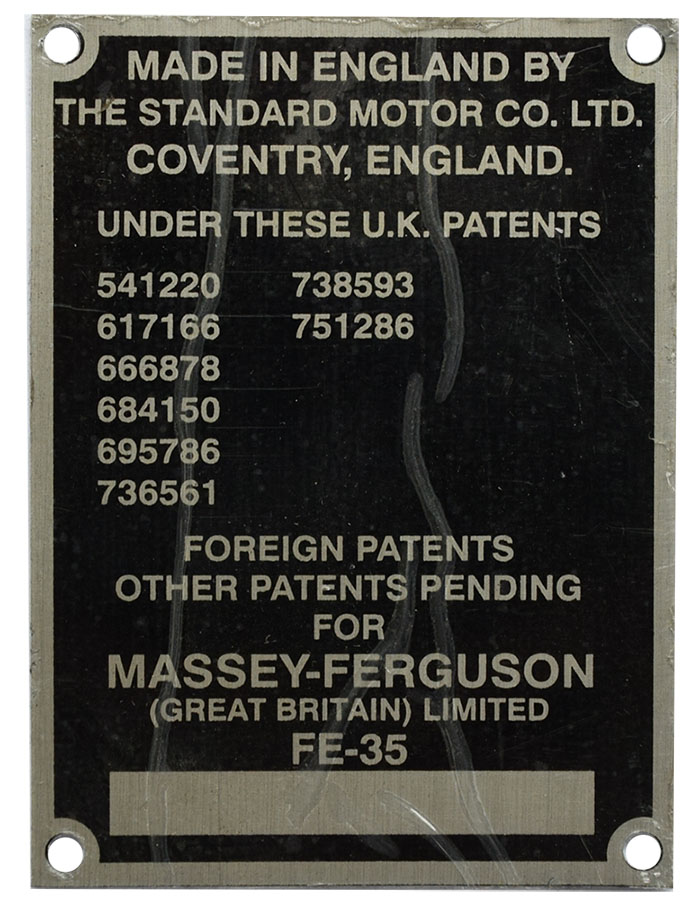 MADE IN ENGLAND BY
THE STANDARD MOTOR CO. LTD.
COVENTRY, ENGLAND.
UNDER THESE U.K. PATENTS
541220 738593
617166 751286
666878
684150
695786
736561
FOREIGN PATENTS
OTHER PATENTS PENDING
FOR
MASSEY-FERGUSON
(GREAT BRITAIN) LIMITED
FE-35